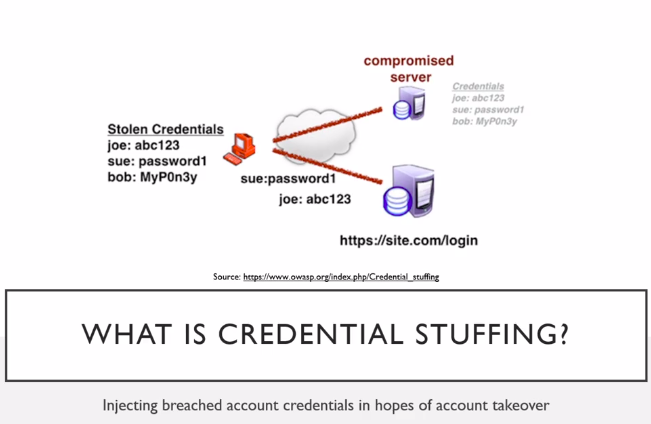 compromised
server
Credentials
joe: abc123
sue: password1
bob: MyP0n3y
Stolen Credentials
joe: abc123
sue: password1
bob: MyP0n3y
sue:password1
joe: abc123
https://site.com/login
Source: https://www.owasp.org/index.php/Credential_stuffing
WHAT IS CREDENTIAL STUFFING?
Injecting breached account credentials in hopes of account takeover